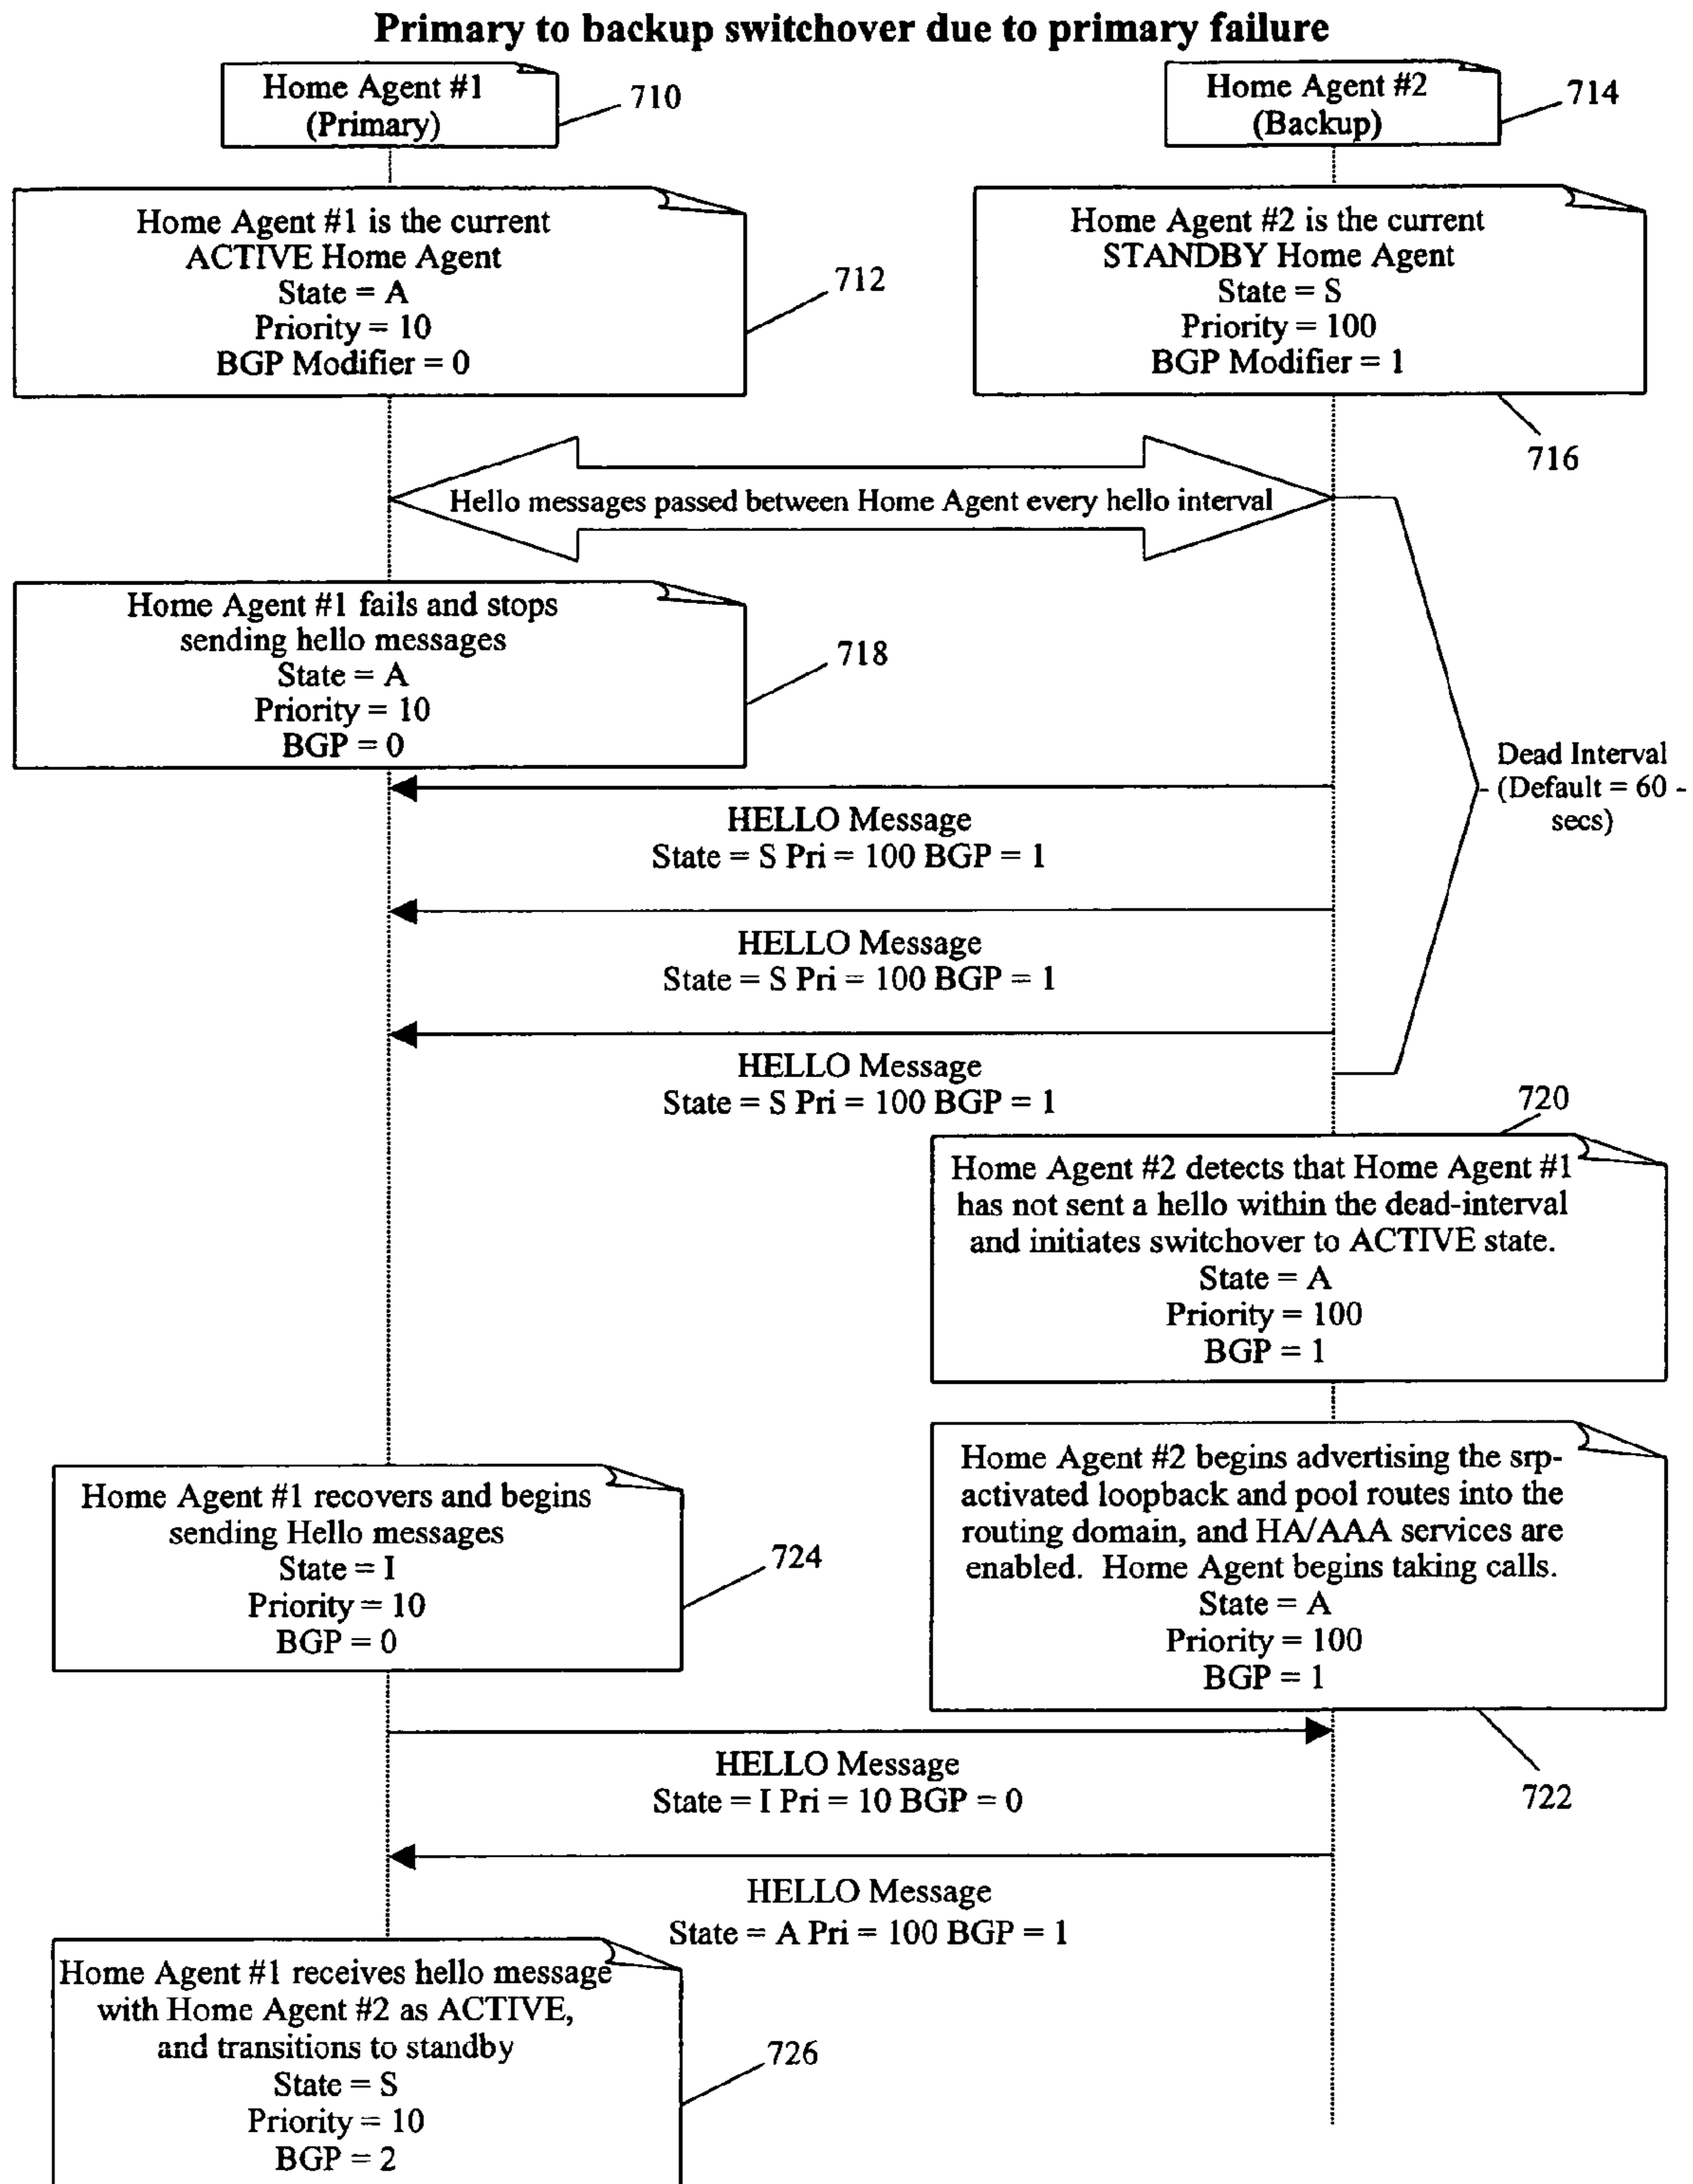 Primary to backup switchover due to primary failure
Home Agent #1
(Primary)
710
Home Agent #2
(Backup)
714
Home Agent #1 is the current
ACTIVE Home Agent
State = A
Priority = 10
BGP Modifier = 0
712
Home Agent #2 is the current
STANDBY Home Agent
State = S
Priority = 100
BGP Modifier = 1
716
Hello messages passed between Home Agent every hello interval
Home Agent #1 fails and stops
sending hello messages
State = A
Priority = 10
BGP = 0
718
Dead Interval
(Default = 60
secs)
HELLO Message
State = S Pri = 100 BGP = 1
HELLO Message
State = S Pri = 100 BGP = 1
HELLO Message
State = S Pri = 100 BGP = 1
720
Home Agent #2 detects that Home Agent #1
has not sent a hello within the dead-interval
and initiates switchover to ACTIVE state.
State = A
Priority = 100
BGP = 1
Home Agent #2 begins advertising the srp-
activated loopback and pool routes into the
routing domain, and HA/AAA services are
enabled. Home Agent begins taking calls.
State = A
Priority = 100
BGP = 1
722
Home Agent #1 recovers and begins
sending Hello messages
State = I
Priority = 10
BGP = 0
724
HELLO Message
State = I Pri = 10 BGP = 0
HELLO Message
State = A Pri = 100 BGP = 1
Home Agent #1 receives hello message
with Home Agent #2 as ACTIVE,
and transitions to standby
State = S
Priority = 10
BGP = 2
726